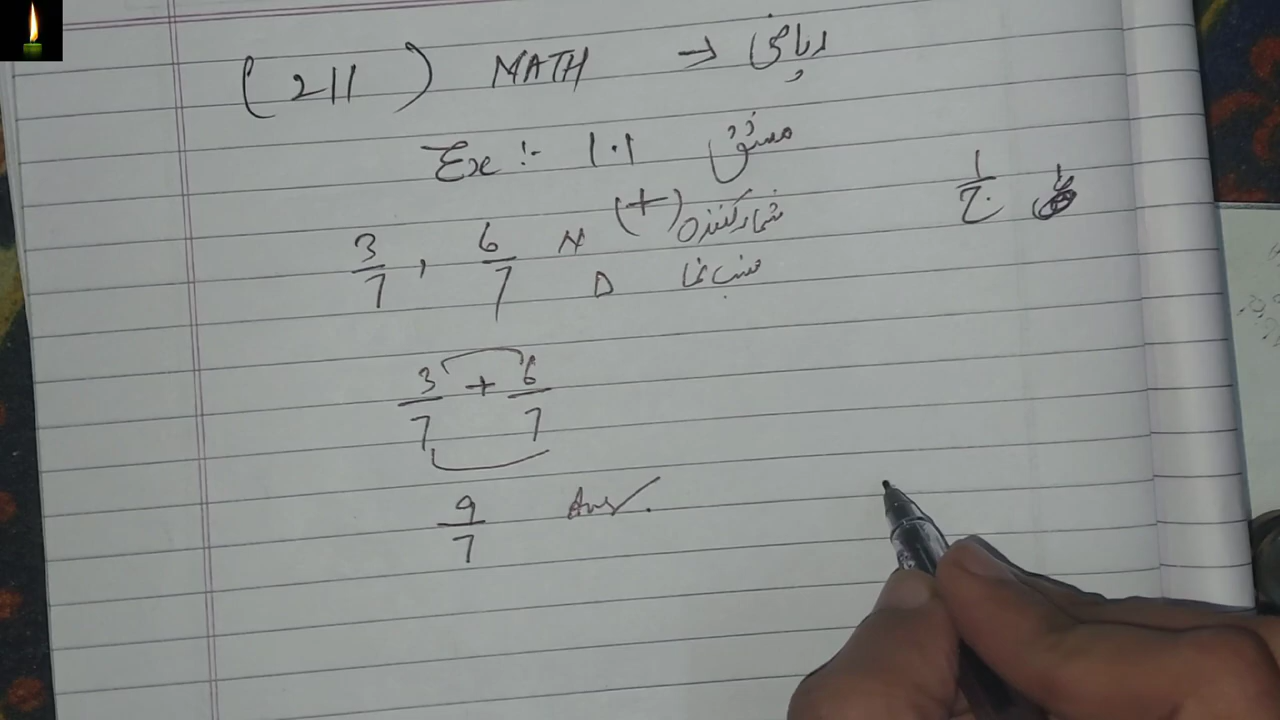 (211) MATH → ریاضی
Ex :- 1.1 مشق
3/7 , 6/7 N (+) شمار کنندہ
D نسب نما
3/7 + 6/7
9/7 Ans ✓
1/ج